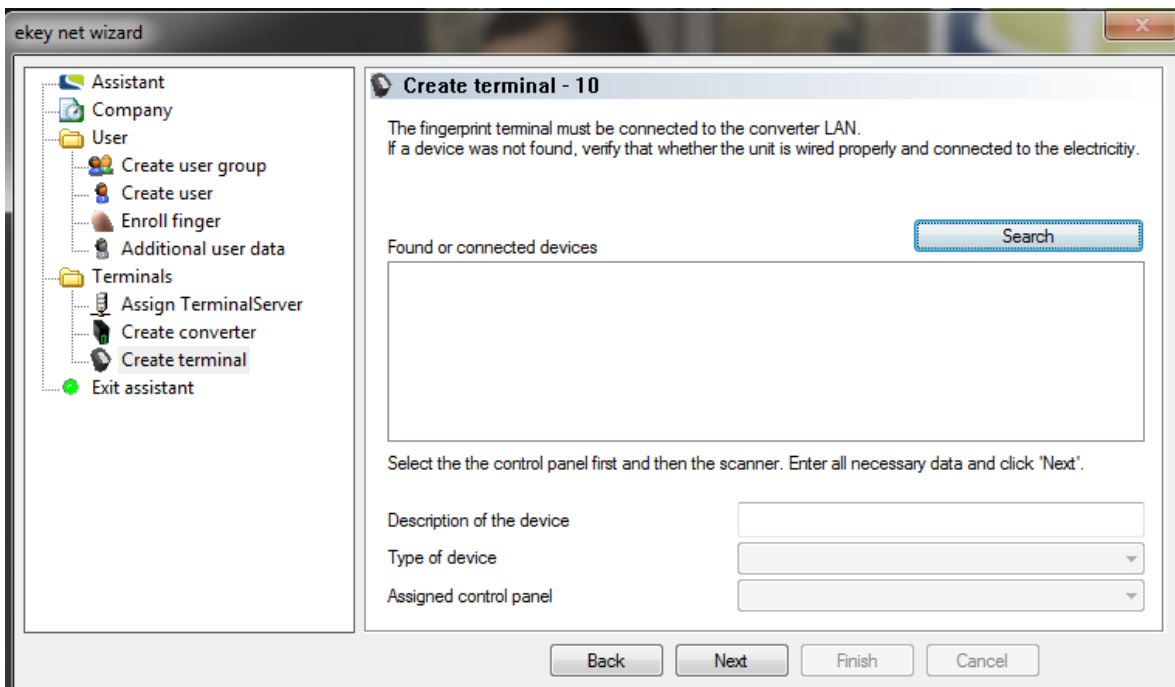 ekey net wizard
Assistant
Company
User
Create user group
Create user
Enroll finger
Additional user data
Terminals
Assign TerminalServer
Create converter
Create terminal
Exit assistant
Create terminal - 10
The fingerprint terminal must be connected to the converter LAN.
If a device was not found, verify that whether the unit is wired properly and connected to the electricitiy.
Search
Found or connected devices
Select the the control panel first and then the scanner. Enter all necessary data and click 'Next'.
Description of the device
Type of device
Assigned control panel
Back
Next
Finish
Cancel